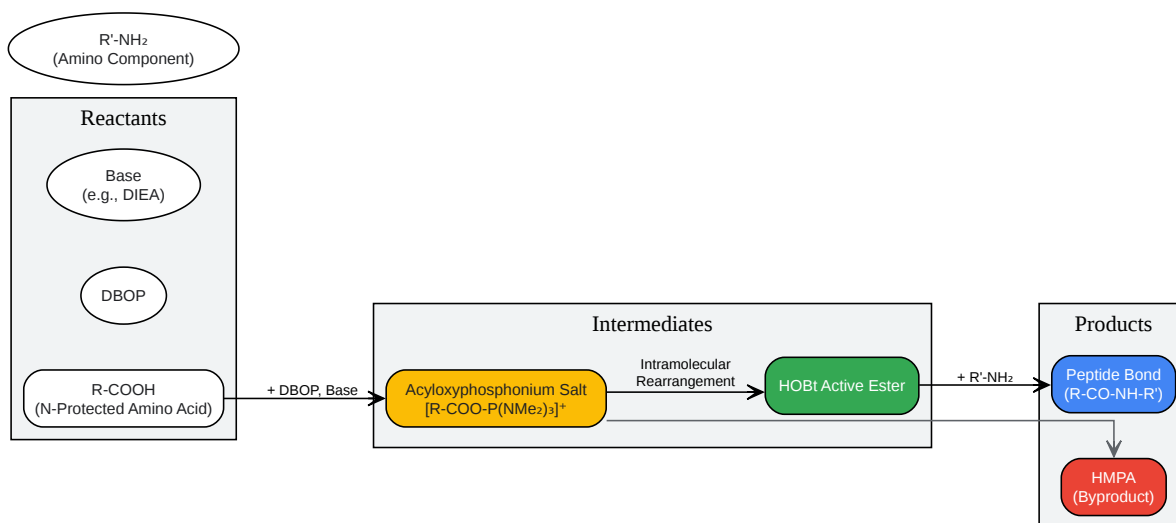 R'-NH₂
(Amino Component)
Reactants
Base
(e.g., DIEA)
DBOP
R-COOH
(N-Protected Amino Acid)
+ DBOP, Base
Intermediates
Acyloxyphosphonium Salt
[R-COO-P(NMe₂)₃]⁺
Intramolecular
Rearrangement
HOBt Active Ester
+ R'-NH₂
Products
Peptide Bond
(R-CO-NH-R')
HMPA
(Byproduct)